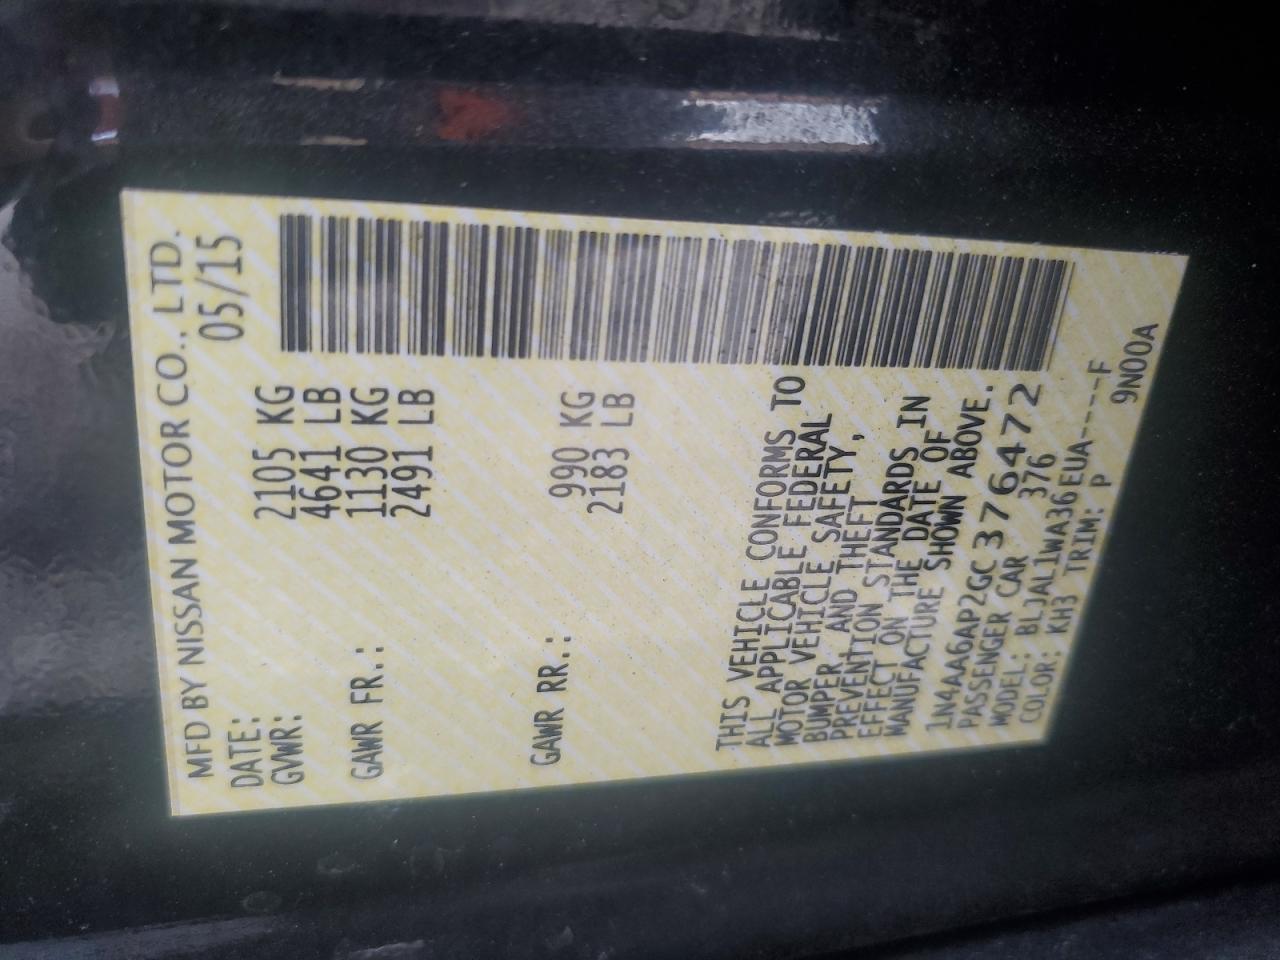 MFD BY NISSAN MOTOR CO., LTD.
DATE: 05/15
GVWR: 2105 KG
4641 LB
GAWR FR.: 1130 KG
2491 LB
GAWR RR.: 990 KG
2183 LB
THIS VEHICLE CONFORMS TO
ALL APPLICABLE FEDERAL
MOTOR VEHICLE SAFETY,
BUMPER AND THEFT
PREVENTION STANDARDS IN
EFFECT ON THE DATE OF
MANUFACTURE SHOWN ABOVE.
1N4AA6AP2GC376472
PASSENGER CAR 376
MODEL: BLJAL1WA36EUA-----F
COLOR: KH3 TRIM: P
9N00A